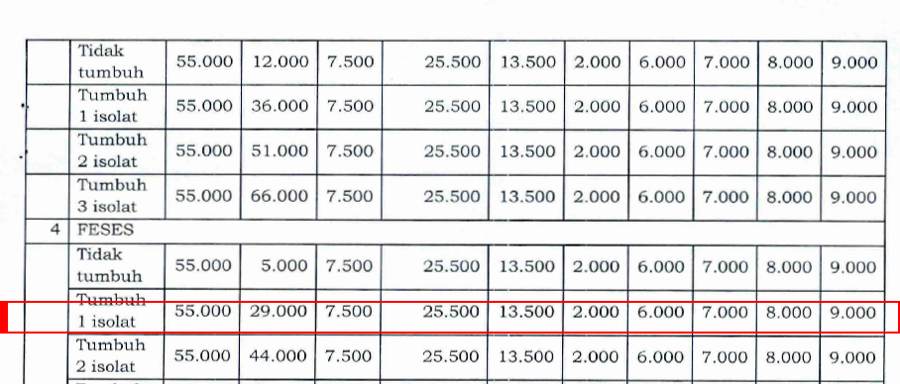 Tidak tumbuh 55.000 12.000 7.500 25.500 13.500 2.000 6.000 7.000 8.000 9.000
Tumbuh 1 isolat 55.000 36.000 7.500 25.500 13.500 2.000 6.000 7.000 8.000 9.000
Tumbuh 2 isolat 55.000 51.000 7.500 25.500 13.500 2.000 6.000 7.000 8.000 9.000
Tumbuh 3 isolat 55.000 66.000 7.500 25.500 13.500 2.000 6.000 7.000 8.000 9.000
4 FESES
Tidak tumbuh 55.000 5.000 7.500 25.500 13.500 2.000 6.000 7.000 8.000 9.000
Tumbuh 1 isolat 55.000 29.000 7.500 25.500 13.500 2.000 6.000 7.000 8.000 9.000
Tumbuh 2 isolat 55.000 44.000 7.500 25.500 13.500 2.000 6.000 7.000 8.000 9.000